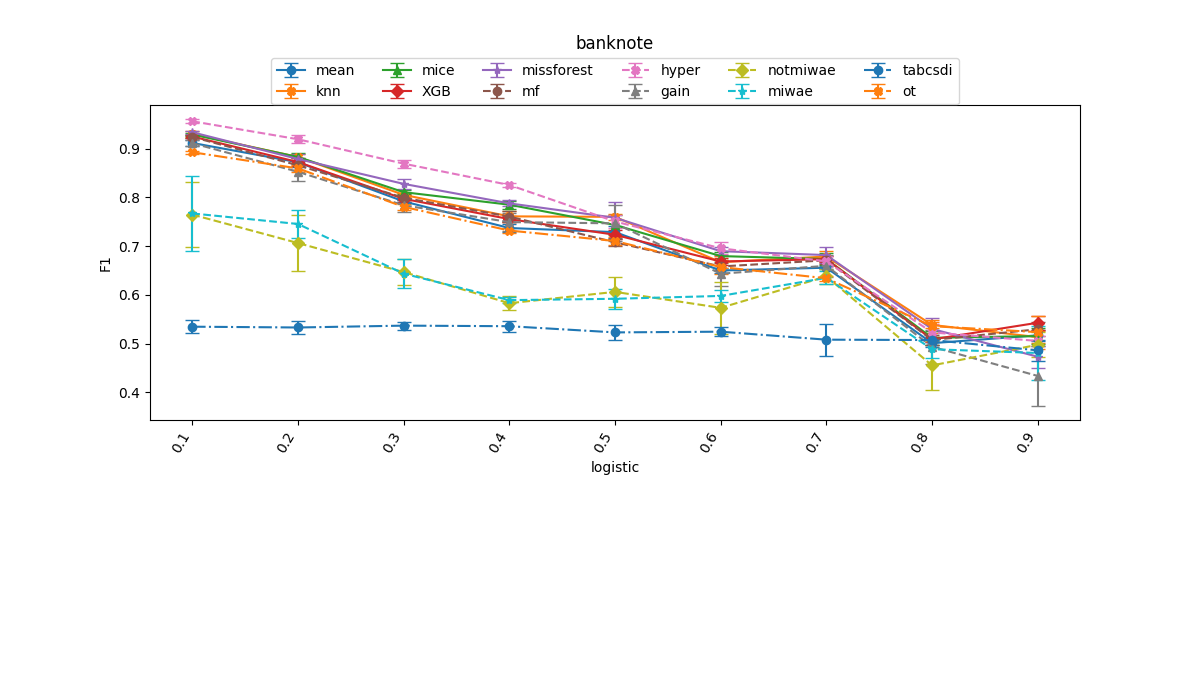 banknote
mean mice missforest hyper notmiwae tabcsdi
knn XGB mf gain miwae ot
F1
0.9
0.8
0.7
0.6
0.5
0.4
0.1 0.2 0.3 0.4 0.5 0.6 0.7 0.8 0.9
logistic